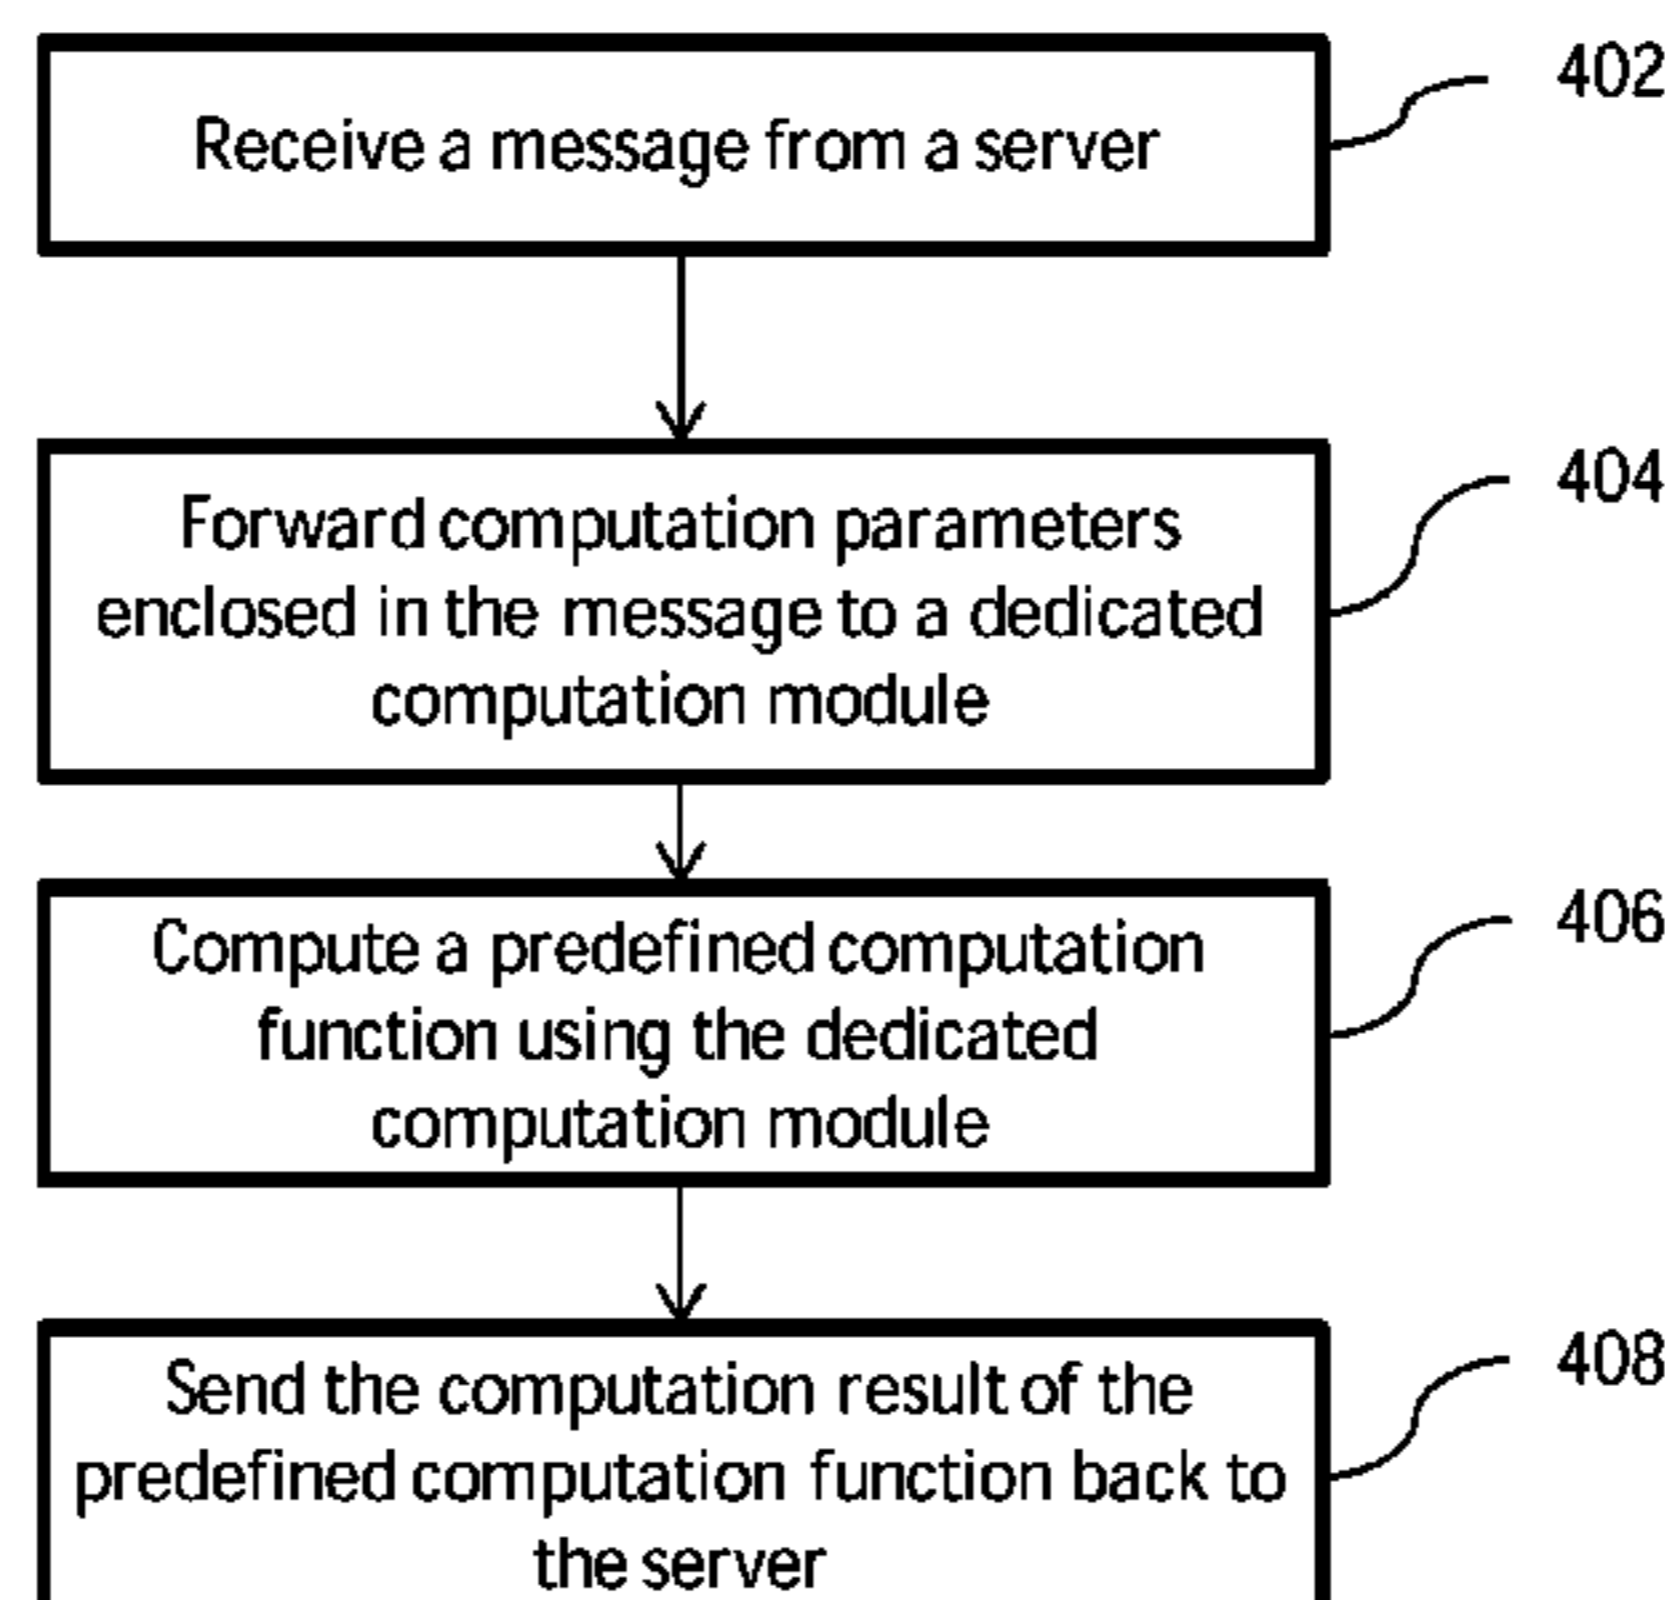 Receive a message from a server
402
Forward computation parameters
enclosed in the message to a dedicated
computation module
404
Compute a predefined computation
function using the dedicated
computation module
406
Send the computation result of the
predefined computation function back to
the server
408